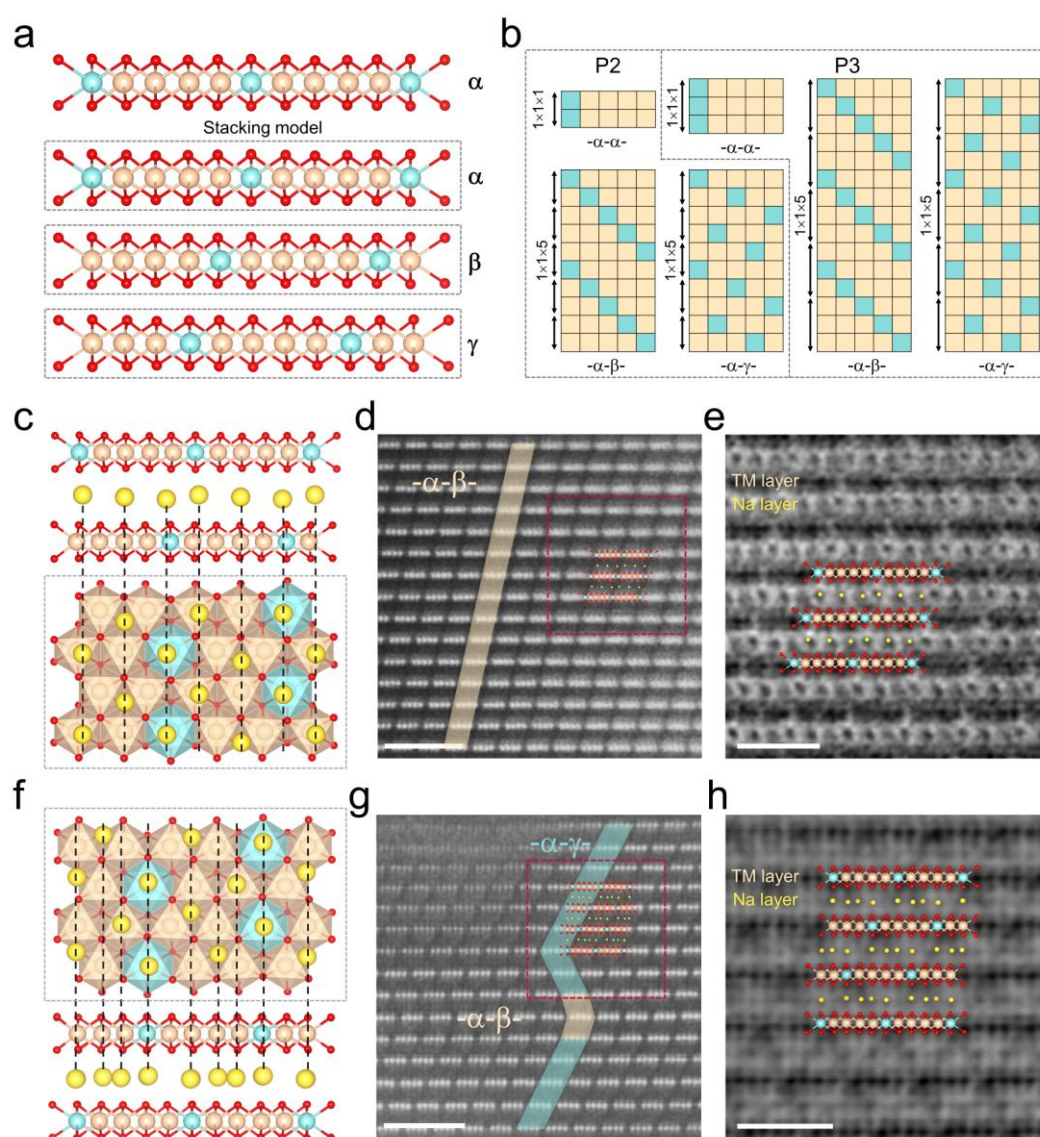 a
α
Stacking model
α
β
γ
b
P2
P3
1×1×1
-α-α-
1×1×1
-α-α-
1×1×5
-α-β-
1×1×5
-α-γ-
1×1×5
-α-β-
1×1×5
-α-γ-
c
d
-α-β-
e
TM layer
Na layer
f
g
-α-γ-
-α-β-
h
TM layer
Na layer